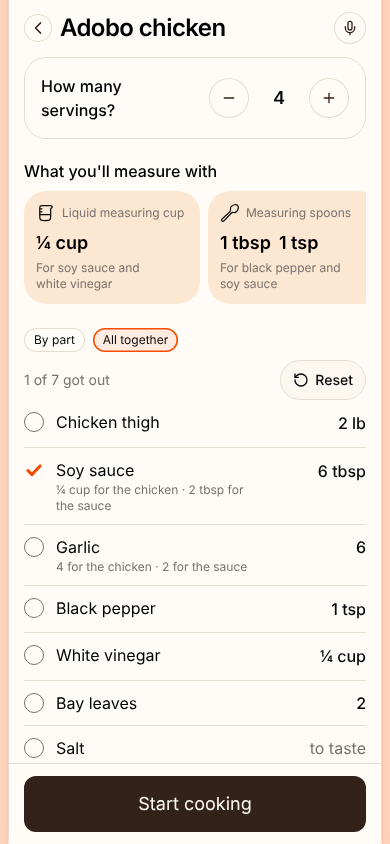 Adobo chicken
How many
servings?
4
What you'll measure with
Liquid measuring cup
¼ cup
For soy sauce and
white vinegar
Measuring spoons
1 tbsp 1 tsp
For black pepper and
soy sauce
By part
All together
1 of 7 got out
Reset
Chicken thigh
2 lb
Soy sauce
6 tbsp
¼ cup for the chicken · 2 tbsp for
the sauce
Garlic
6
4 for the chicken · 2 for the sauce
Black pepper
1 tsp
White vinegar
¼ cup
Bay leaves
2
Salt
to taste
Start cooking